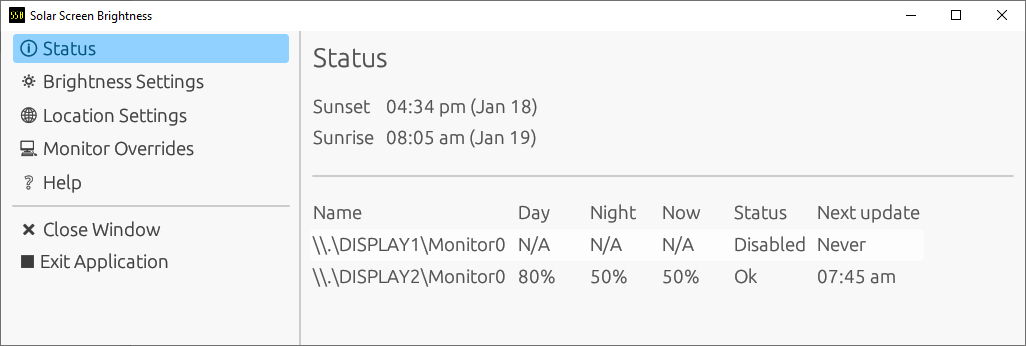 SSB Solar Screen Brightness
Status
Brightness Settings
Location Settings
Monitor Overrides
Help
Close Window
Exit Application
Status
Sunset 04:34 pm (Jan 18)
Sunrise 08:05 am (Jan 19)
Name Day Night Now Status Next update
\\.\DISPLAY1\Monitor0 N/A N/A N/A Disabled Never
\\.\DISPLAY2\Monitor0 80% 50% 50% Ok 07:45 am